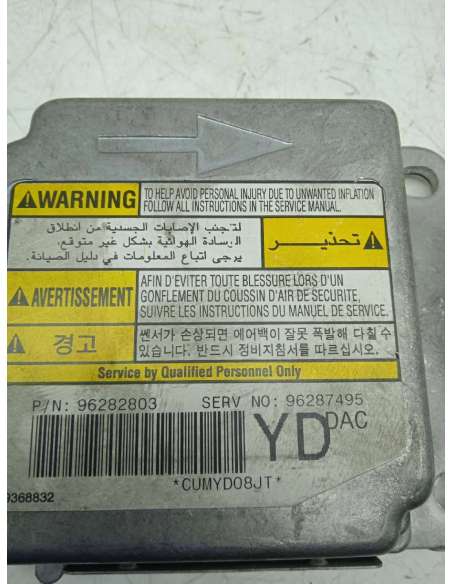 WARNING
TO HELP AVOID PERSONAL INJURY DUE TO UNWANTED INFLATION
FOLLOW ALL INSTRUCTIONS IN THE SERVICE MANUAL.
تحذير
لتجنب الإصابات الجسدية من انطلاق
الوسادة الهوائية بشكل غير متوقع,
يرجى اتباع المعلومات في دليل الصيانة.
AVERTISSEMENT
AFIN D'EVITER TOUTE BLESSURE LORS D'UN
GONFLEMENT DU COUSSIN D'AIR DE SECURITE,
SUIVRE LES INSTRUCTIONS DU MANUEL DE SERVICE.
경고
쎈서가 손상되면 에어백이 잘못 폭발해 다칠 수
있습니다. 반드시 정비지침서를 따르십시오.
Service by Qualified Personnel Only
P/N: 96282803 SERV NO: 96287495
YD DAC
*CUMYD08JT*
9368832